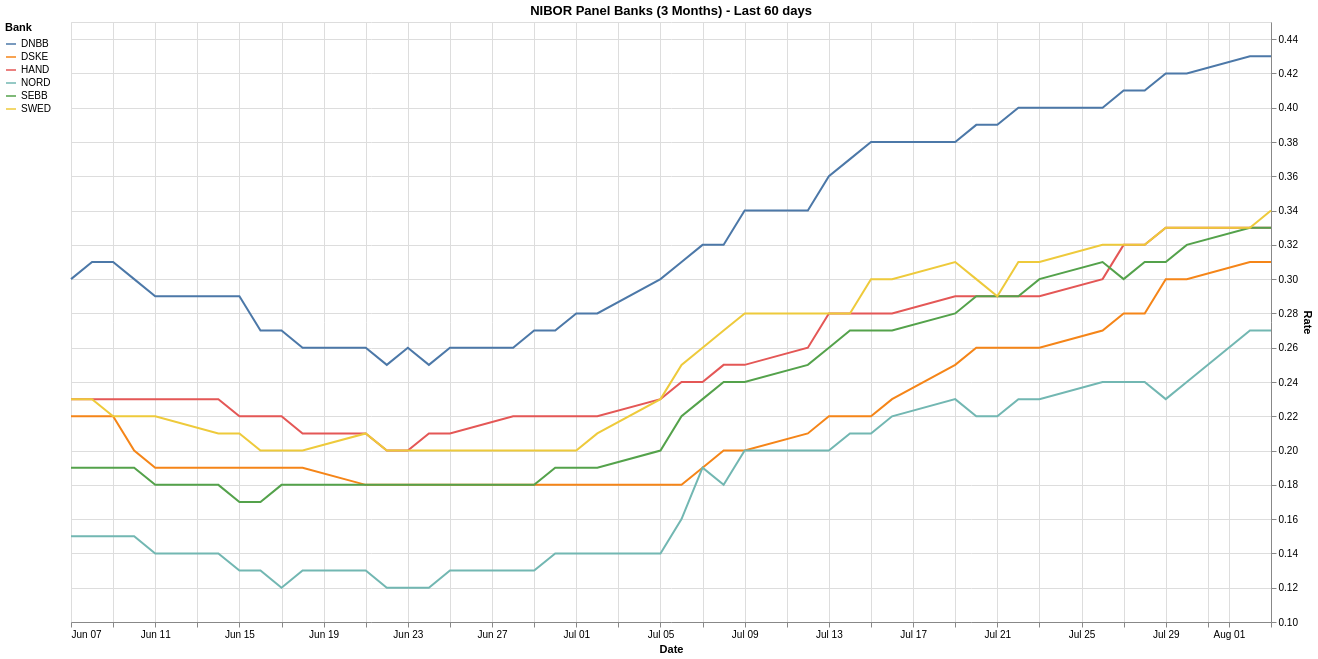 NIBOR Panel Banks (3 Months) - Last 60 days
Bank
DNBB
DSKE
HAND
NORD
SEBB
SWED
0.44
0.42
0.40
0.38
0.36
0.34
0.32
0.30
0.28
0.26
0.24
0.22
0.20
0.18
0.16
0.14
0.12
0.10
Rate
Jun 07 Jun 11 Jun 15 Jun 19 Jun 23 Jun 27 Jul 01 Jul 05 Jul 09 Jul 13 Jul 17 Jul 21 Jul 25 Jul 29 Aug 01
Date